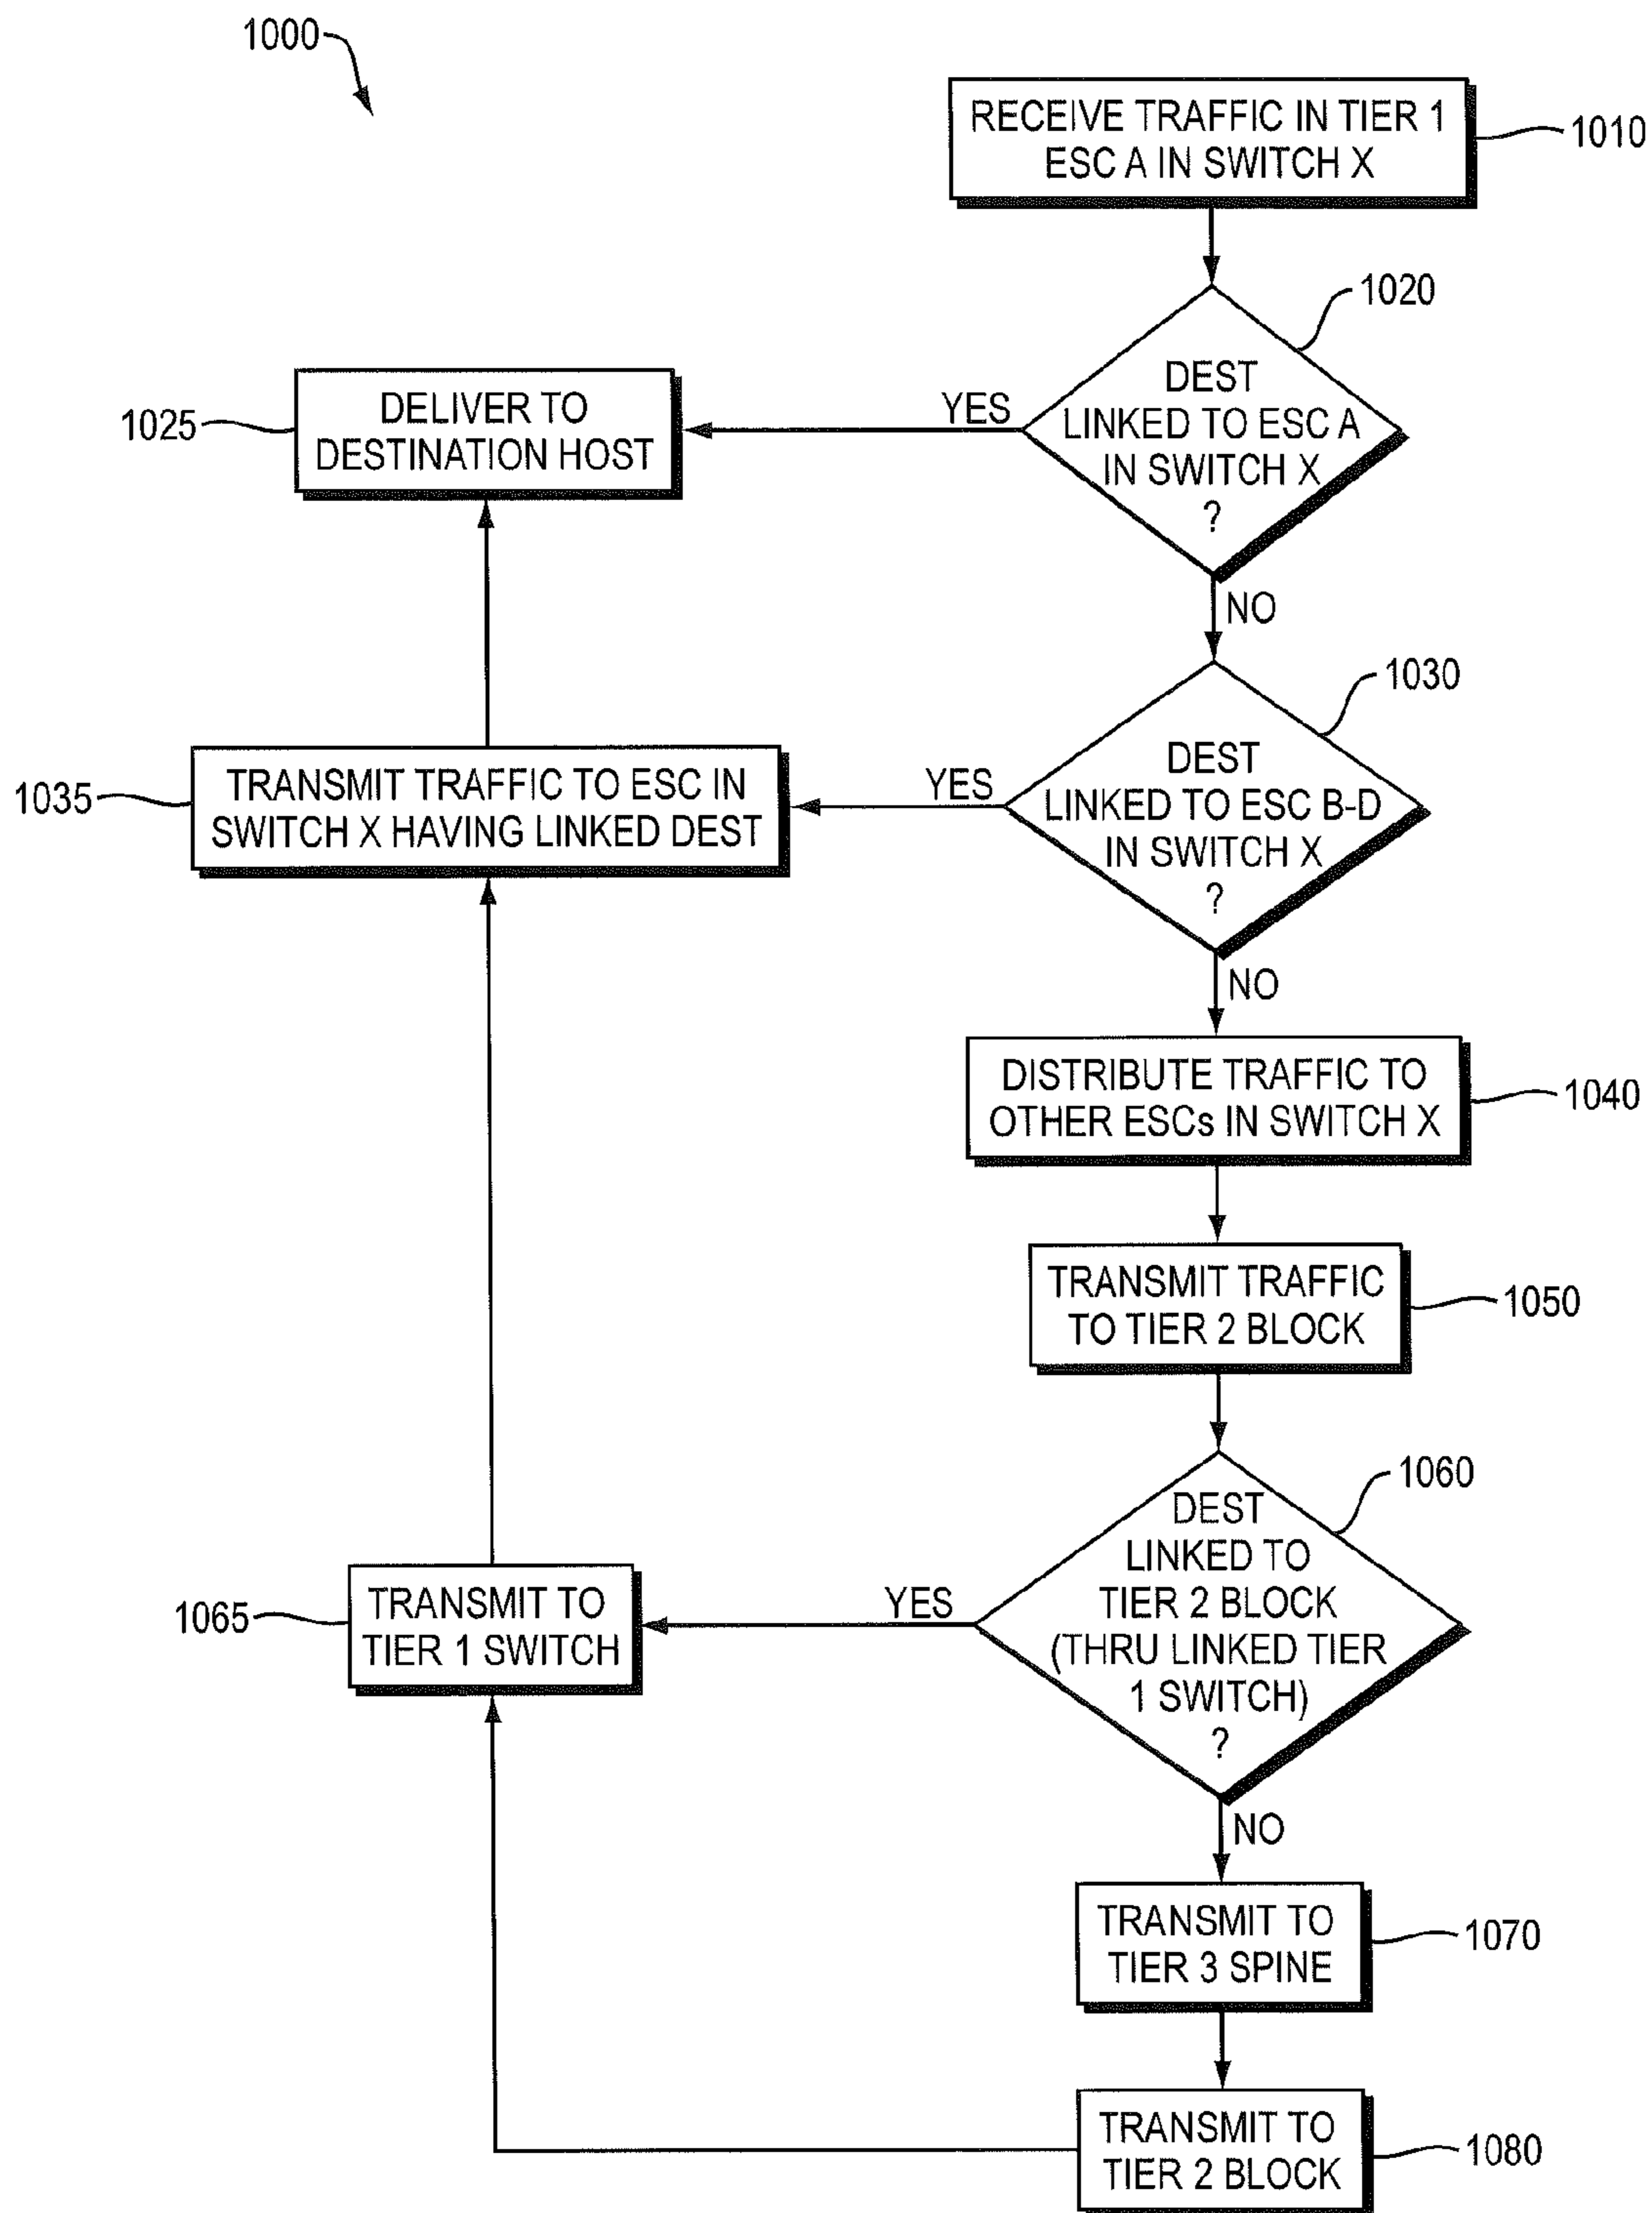 1000
RECEIVE TRAFFIC IN TIER 1
ESC A IN SWITCH X
1010
1020
DEST
LINKED TO ESC A
IN SWITCH X
?
YES
DELIVER TO
DESTINATION HOST
1025
NO
1030
DEST
LINKED TO ESC B-D
IN SWITCH X
?
YES
TRANSMIT TRAFFIC TO ESC IN
SWITCH X HAVING LINKED DEST
1035
NO
DISTRIBUTE TRAFFIC TO
OTHER ESCs IN SWITCH X
1040
TRANSMIT TRAFFIC
TO TIER 2 BLOCK
1050
1060
DEST
LINKED TO
TIER 2 BLOCK
(THRU LINKED TIER
1 SWITCH)
?
YES
TRANSMIT TO
TIER 1 SWITCH
1065
NO
TRANSMIT TO
TIER 3 SPINE
1070
TRANSMIT TO
TIER 2 BLOCK
1080